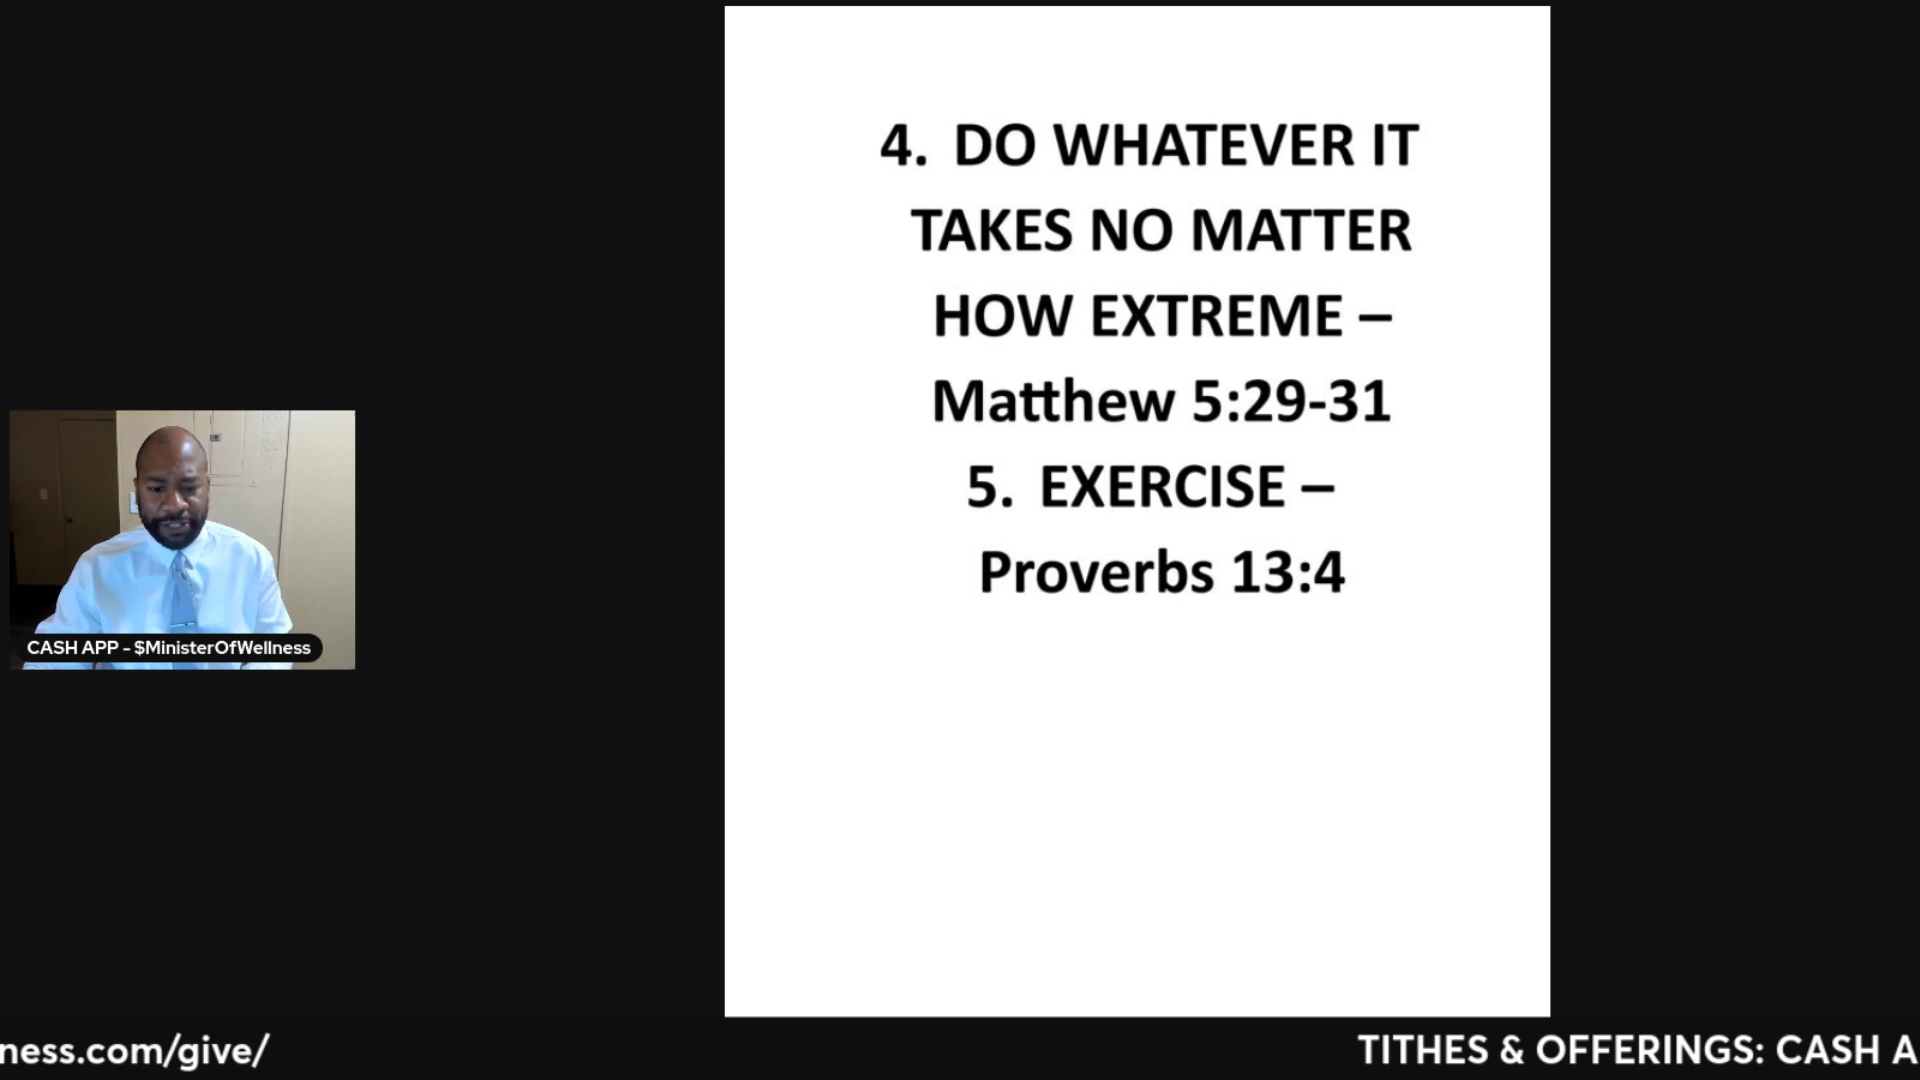 4. DO WHATEVER IT
TAKES NO MATTER
HOW EXTREME –
Matthew 5:29-31
5. EXERCISE –
Proverbs 13:4
CASH APP - $MinisterOfWellness
ness.com/give/
TITHES & OFFERINGS: CASH A